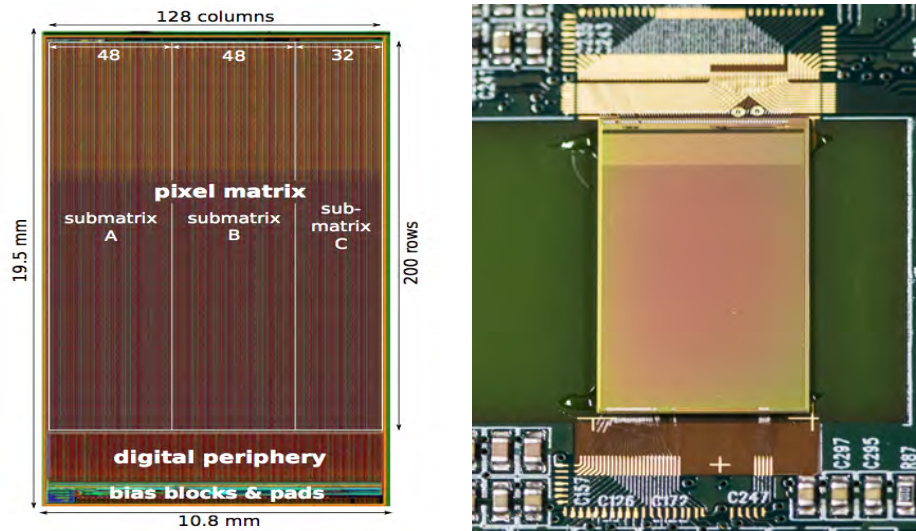 128 columns
48 48 32
pixel matrix
submatrix
A
submatrix
B
sub-
matrix
C
19.5 mm
200 rows
digital periphery
bias blocks & pads
10.8 mm
C157
C126 C172 C247
C297
C295
R87